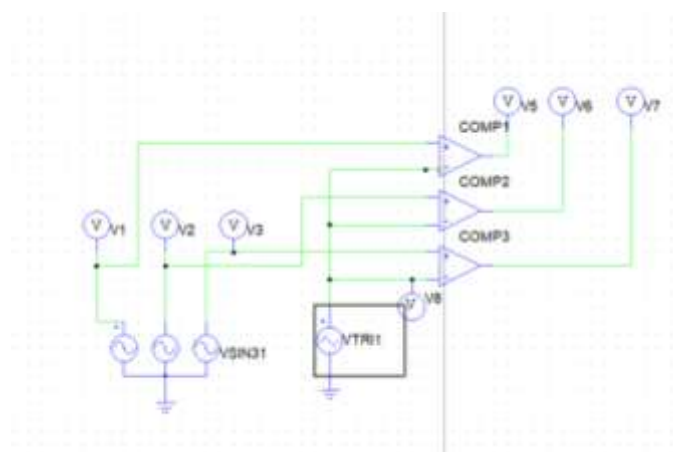 V V5
V V6
V V7
COMP1
COMP2
V V1
V V2
V V3
COMP3
V V8
VSIN31
VTRI1